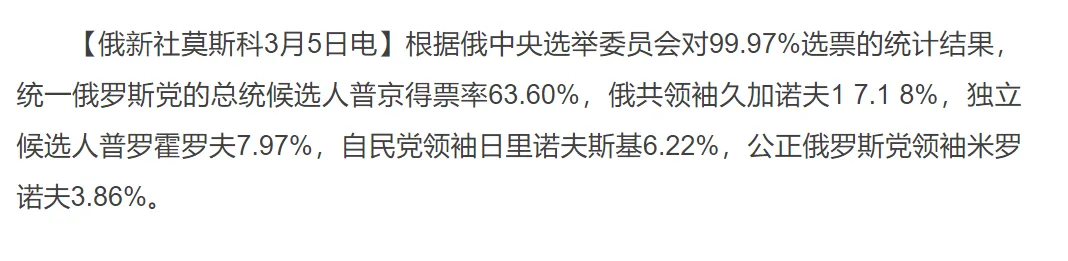 【俄新社莫斯科3月5日电】根据俄中央选举委员会对99.97%选票的统计结果，
统一俄罗斯党的总统候选人普京得票率63.60%，俄共领袖久加诺夫1 7.1 8%，独立
候选人普罗霍罗夫7.97%，自民党领袖日里诺夫斯基6.22%，公正俄罗斯党领袖米罗
诺夫3.86%。